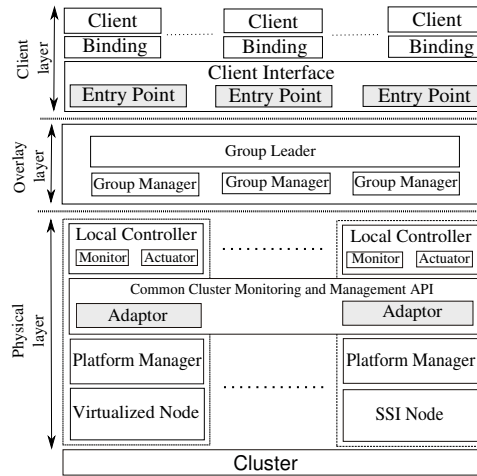 Client Client Client
Binding Binding Binding
Client Interface
Entry Point Entry Point Entry Point
Client
layer
Group Leader
Group Manager Group Manager Group Manager
Overlay
layer
Local Controller Local Controller
Monitor Actuator Monitor Actuator
Common Cluster Monitoring and Management API
Adaptor Adaptor
Platform Manager Platform Manager
Virtualized Node SSI Node
Physical
layer
Cluster